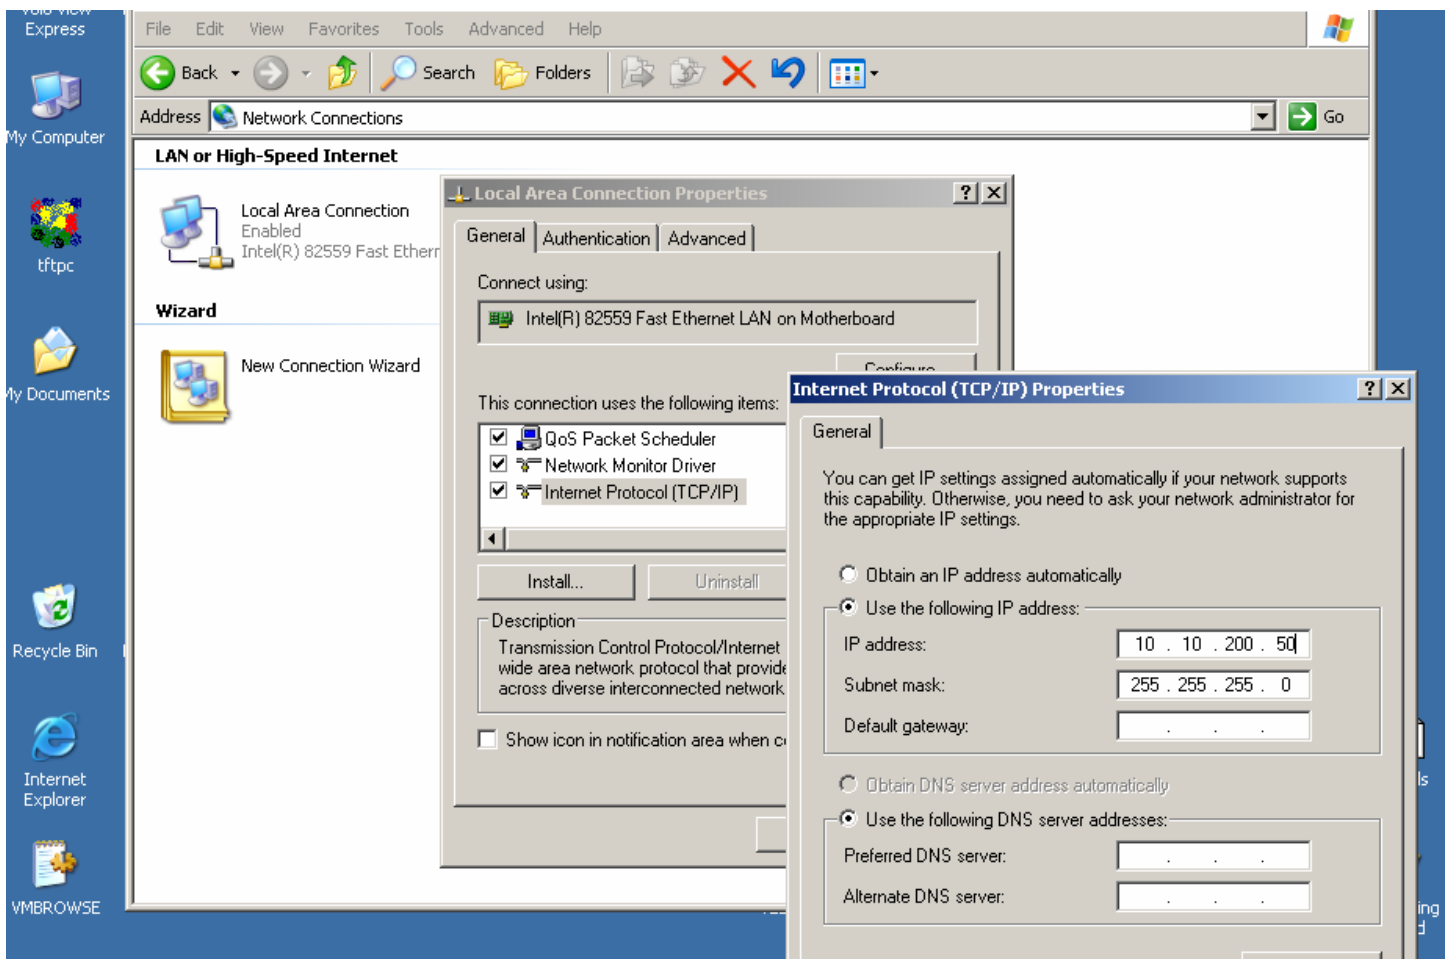 Express
My Computer
tftpc
My Documents
Recycle Bin
Internet
Explorer
VMBROWSE
File Edit View Favorites Tools Advanced Help
Back Search Folders
Address Network Connections Go
LAN or High-Speed Internet
Local Area Connection
Enabled
Intel(R) 82559 Fast Ethern
Wizard
New Connection Wizard
Local Area Connection Properties
General Authentication Advanced
Connect using:
Intel(R) 82559 Fast Ethernet LAN on Motherboard
Configure
This connection uses the following items:
QoS Packet Scheduler
Network Monitor Driver
Internet Protocol (TCP/IP)
Install... Uninstall
Description
Transmission Control Protocol/Internet
wide area network protocol that provide
across diverse interconnected network
Show icon in notification area when co
Internet Protocol (TCP/IP) Properties
General
You can get IP settings assigned automatically if your network supports
this capability. Otherwise, you need to ask your network administrator for
the appropriate IP settings.
Obtain an IP address automatically
Use the following IP address:
IP address: 10 . 10 . 200 . 50
Subnet mask: 255 . 255 . 255 . 0
Default gateway: . . .
Obtain DNS server address automatically
Use the following DNS server addresses:
Preferred DNS server: . . .
Alternate DNS server: . . .
ls
ing